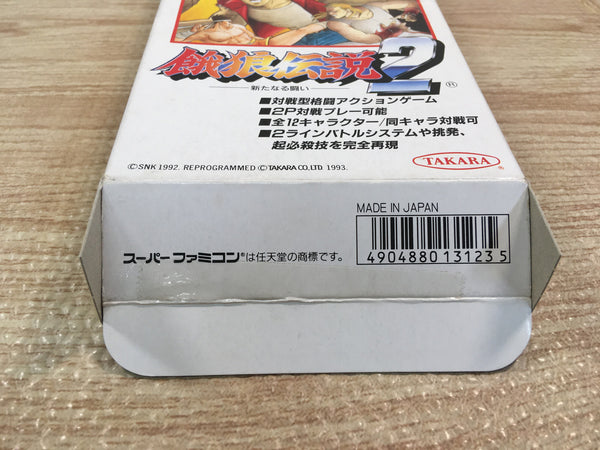 餓狼伝説2
新たなる闘い
®
■対戦型格闘アクションゲーム
■2P対戦プレー可能
■全12キャラクター/同キャラ対戦可
■2ラインバトルシステムや挑発、
起必殺技を完全再現
©SNK 1992. REPROGRAMMED ©TAKARA CO.,LTD 1993.
TAKARA®
MADE IN JAPAN
スーパーファミコン®は任天堂の商標です。
4904880131235